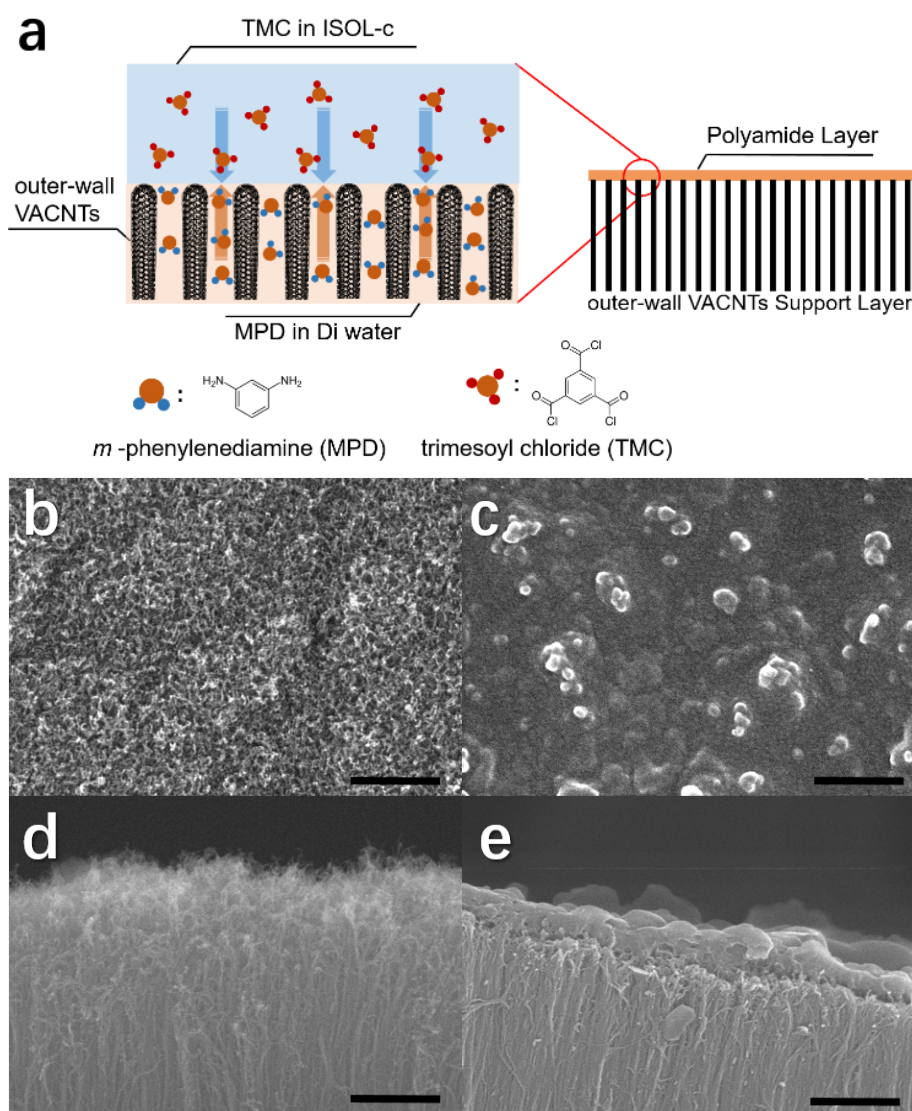 a
TMC in ISOL-c
Polyamide Layer
outer-wall
VACNTs
outer-wall VACNTs Support Layer
MPD in Di water
:
H₂N
NH₂
:
O
Cl
O
Cl
O
Cl
m -phenylenediamine (MPD)
trimesoyl chloride (TMC)
b
c
d
e